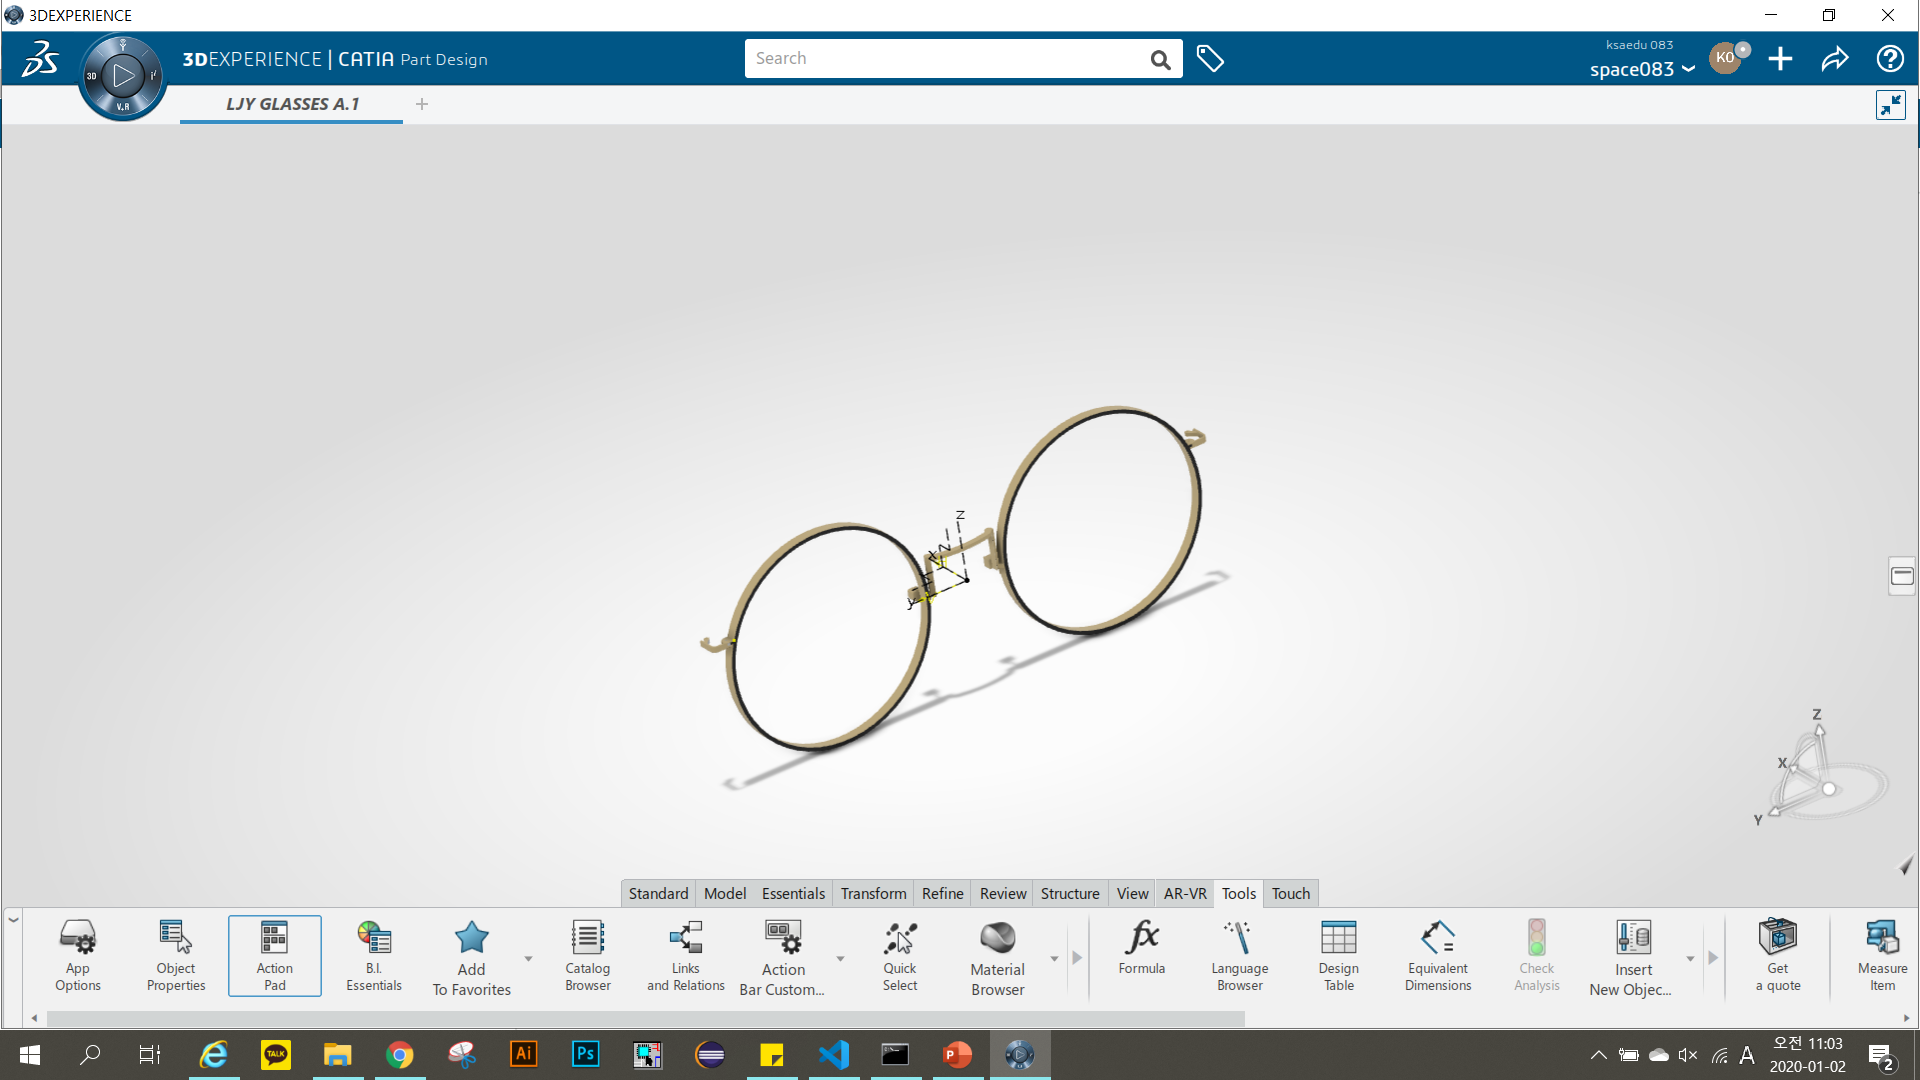 3DEXPERIENCE
3DEXPERIENCE | CATIA Part Design
Search
ksaedu 083
space083
KO
3D
V.R
LJY GLASSES A.1
Z
Z
X
y
Z
X
Y
Standard Model Essentials Transform Refine Review Structure View AR-VR Tools Touch
App
Options
Object
Properties
Action
Pad
B.I.
Essentials
Add
To Favorites
Catalog
Browser
Links
and Relations
Action
Bar Custom...
Quick
Select
Material
Browser
fx
Formula
Language
Browser
Design
Table
Equivalent
Dimensions
Check
Analysis
Insert
New Objec...
Get
a quote
Measure
Item
TALK
Ai
Ps
P
A
오전 11:03
2020-01-02
2